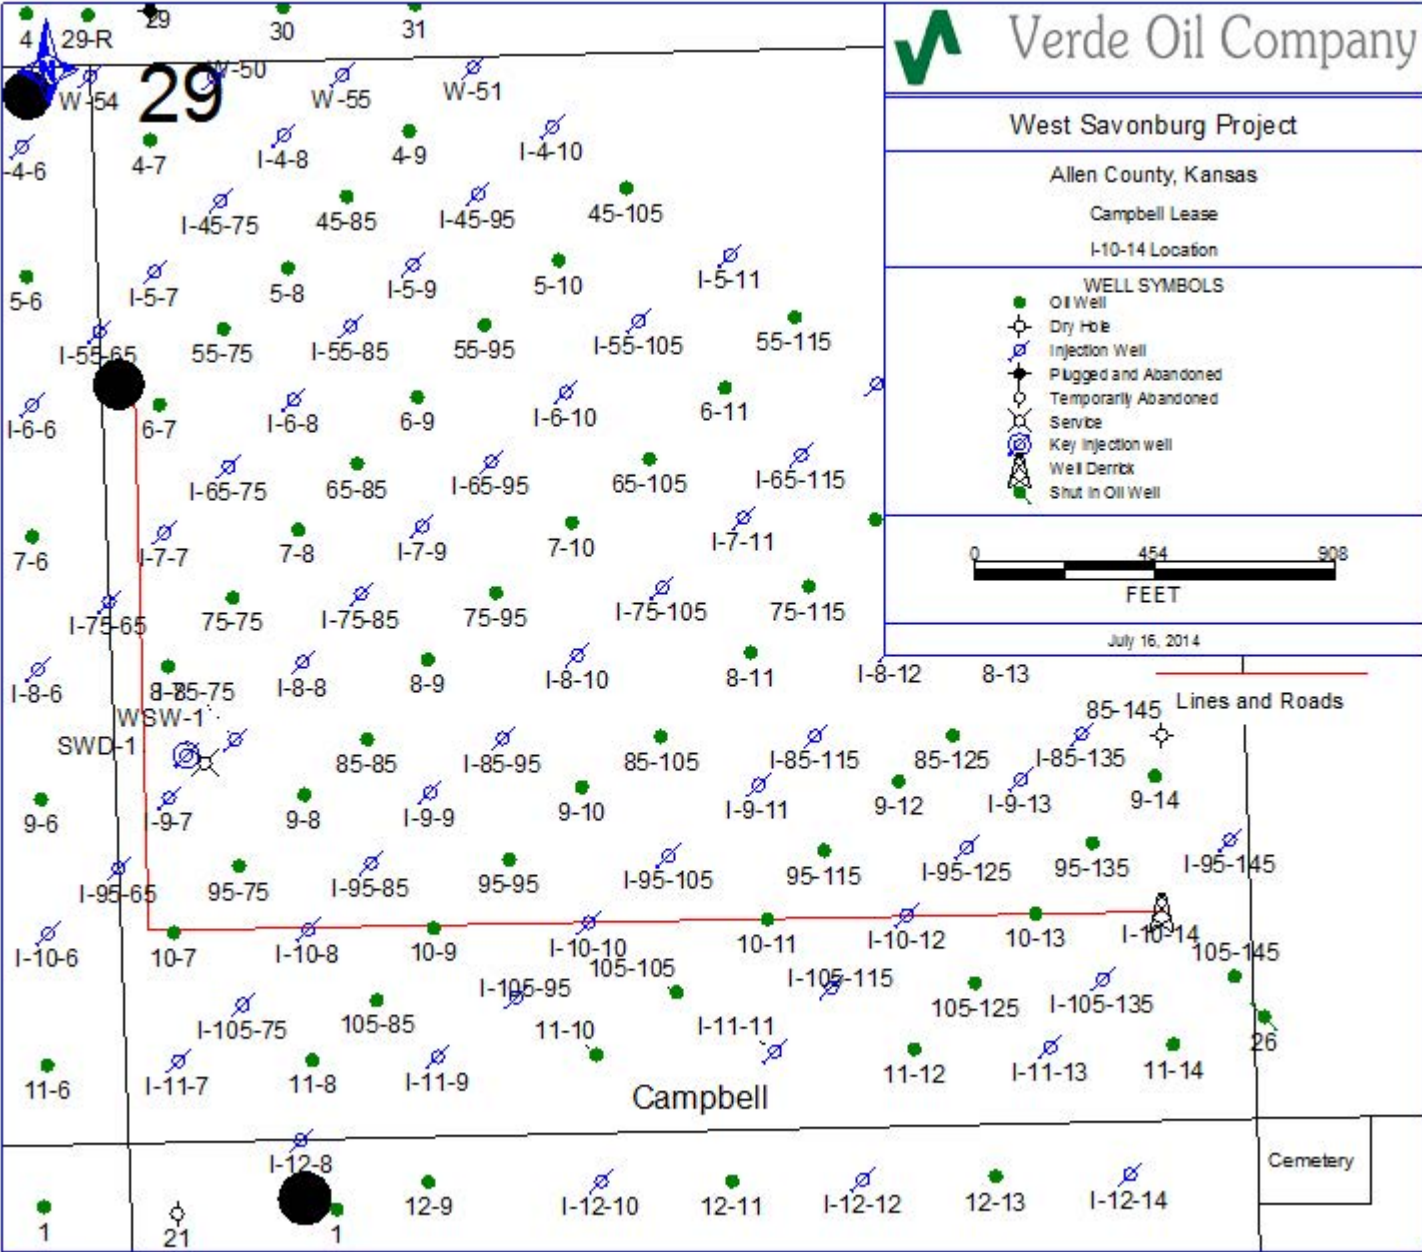 4
29-R
29
30
31
W-54
29
W-50
W-55
W-51
Verde Oil Company
West Savonburg Project
Allen County, Kansas
Campbell Lease
I-10-14 Location
WELL SYMBOLS
Oil Well
Dry Hole
Injection Well
Plugged and Abandoned
Temporarily Abandoned
Service
Key Injection well
Well Derrick
Shut In Oil Well
0 454 908
FEET
July 16, 2014
Lines and Roads
-4-6
4-7
I-4-8
4-9
I-4-10
I-45-75
45-85
I-45-95
45-105
5-6
I-5-7
5-8
I-5-9
5-10
I-5-11
I-55-65
55-75
I-55-85
55-95
I-55-105
55-115
I-6-6
6-7
I-6-8
6-9
I-6-10
6-11
I-65-75
65-85
I-65-95
65-105
I-65-115
7-6
I-7-7
7-8
I-7-9
7-10
I-7-11
I-75-65
75-75
I-75-85
75-95
I-75-105
75-115
I-8-6
I-8-8
8-9
I-8-10
8-11
I-8-12
8-13
WSW-1
SWD-1
85-85
I-85-95
85-105
I-85-115
85-125
I-85-135
85-145
9-6
I-9-7
9-8
I-9-9
9-10
I-9-11
9-12
I-9-13
9-14
I-95-65
95-75
I-95-85
95-95
I-95-105
95-115
I-95-125
95-135
I-95-145
I-10-6
10-7
I-10-8
10-9
I-10-10
10-11
I-10-12
10-13
I-10-14
I-105-75
105-85
I-105-95
105-105
I-105-115
105-125
I-105-135
105-145
11-6
I-11-7
11-8
I-11-9
11-10
I-11-11
11-12
I-11-13
11-14
26
Campbell
Cemetery
I-12-8
1
21
1
12-9
I-12-10
12-11
I-12-12
12-13
I-12-14